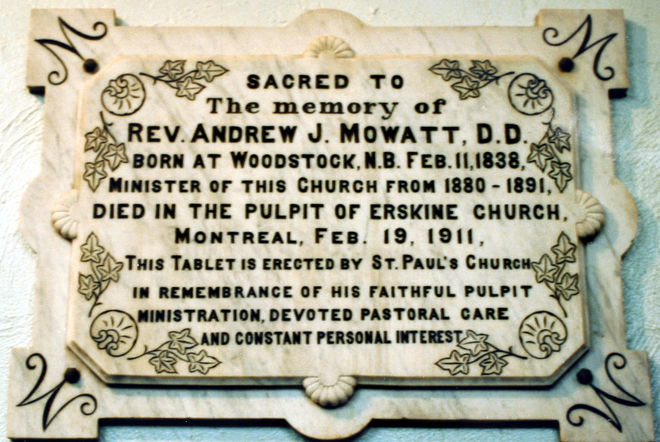 SACRED TO
The memory of
REV. ANDREW J. MOWATT, D.D.
BORN AT WOODSTOCK, N.B. FEB. 11, 1838,
MINISTER OF THIS CHURCH FROM 1880 - 1891,
DIED IN THE PULPIT OF ERSKINE CHURCH,
MONTREAL, FEB. 19, 1911,
THIS TABLET IS ERECTED BY ST. PAUL'S CHURCH
IN REMEMBRANCE OF HIS FAITHFUL PULPIT
MINISTRATION, DEVOTED PASTORAL CARE
AND CONSTANT PERSONAL INTEREST